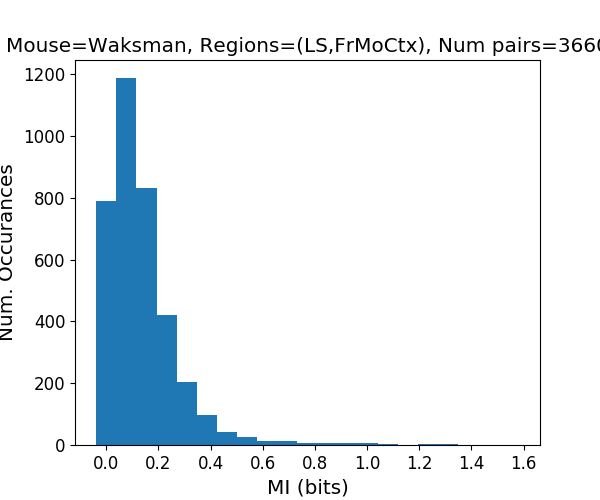 Mouse=Waksman, Regions=(LS,FrMoCtx), Num pairs=3660
1200
1000
800
600
400
200
0
Num. Occurances
0.0 0.2 0.4 0.6 0.8 1.0 1.2 1.4 1.6
MI (bits)